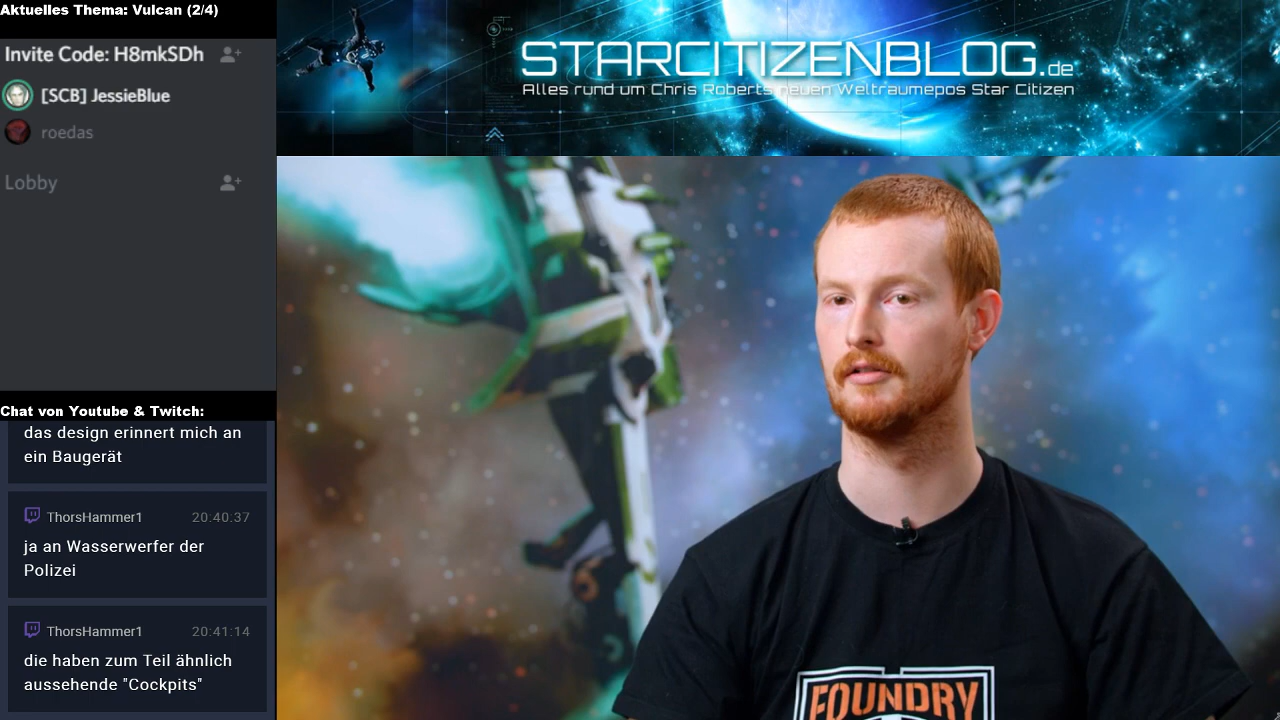 Aktuelles Thema: Vulcan (2/4)
Invite Code: H8mkSDh
[SCB] JessieBlue
roedas
Lobby
STARCITIZENBLOG.de
Alles rund um Chris Roberts neuen Weltraumepos Star Citizen
Chat von Youtube & Twitch:
das design erinnert mich an
ein Baugerät
ThorsHammer1 20:40:37
ja an Wasserwerfer der
Polizei
ThorsHammer1 20:41:14
die haben zum Teil ähnlich
aussehende "Cockpits"
FOUNDRY